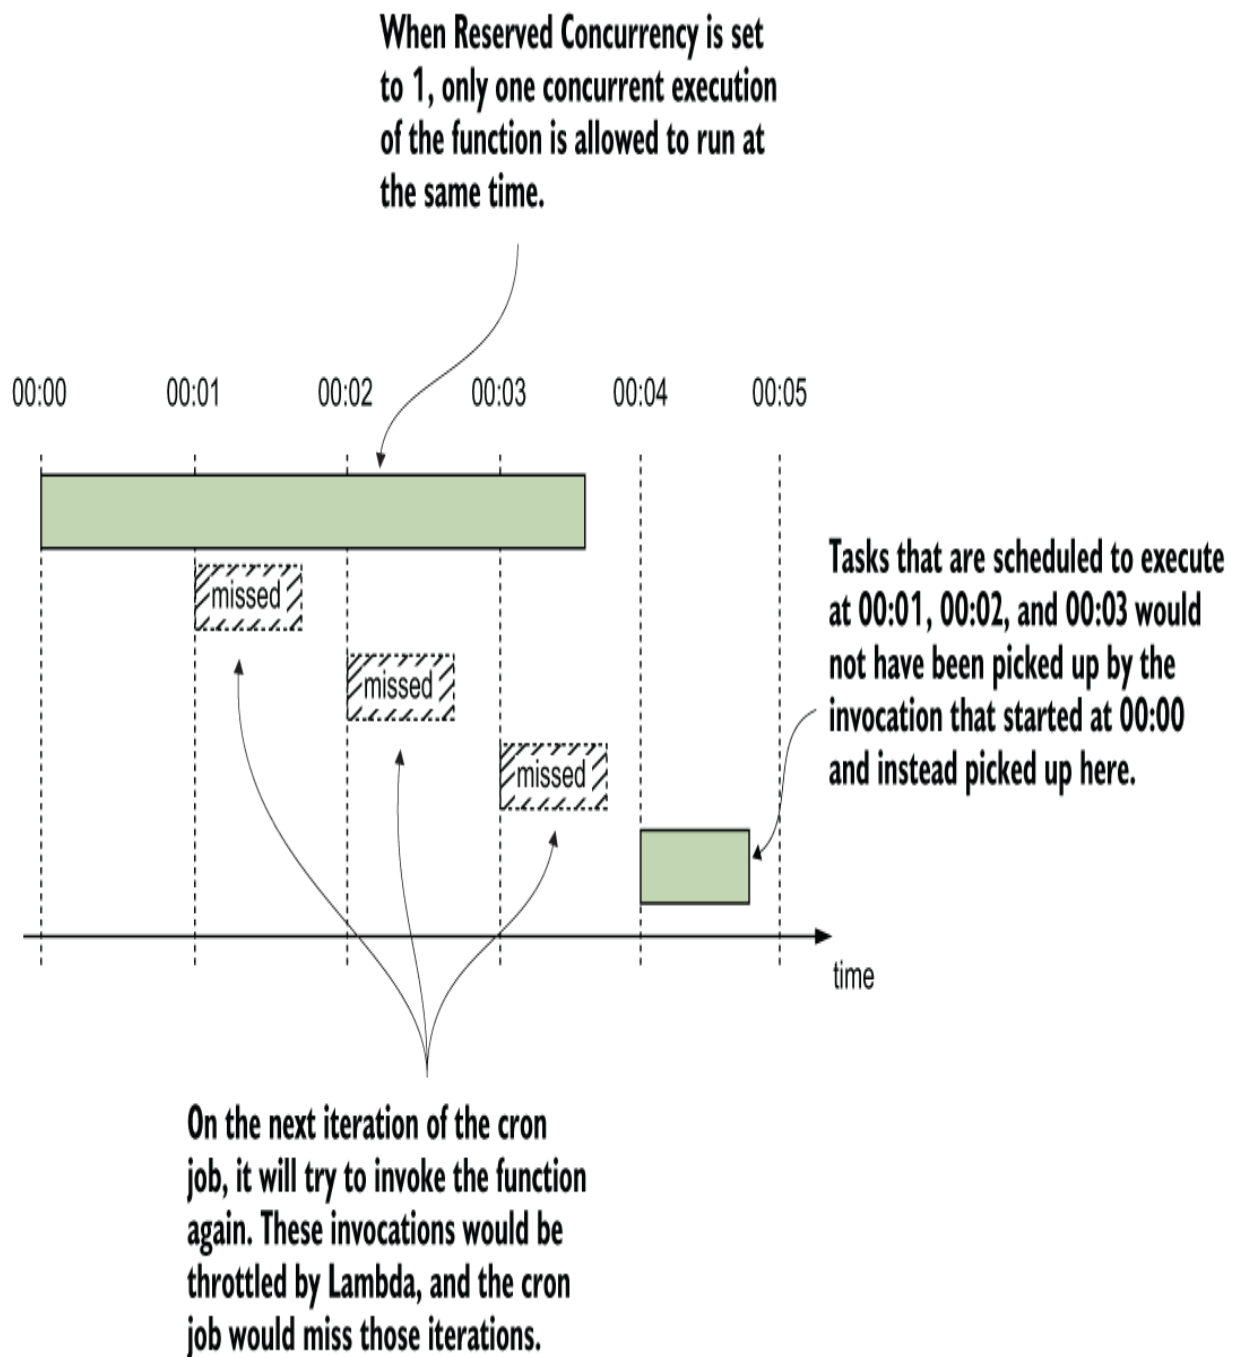 When Reserved Concurrency is set
to 1, only one concurrent execution
of the function is allowed to run at
the same time.
00:00 00:01 00:02 00:03 00:04 00:05
missed
missed
missed
Tasks that are scheduled to execute
at 00:01, 00:02, and 00:03 would
not have been picked up by the
invocation that started at 00:00
and instead picked up here.
time
On the next iteration of the cron
job, it will try to invoke the function
again. These invocations would be
throttled by Lambda, and the cron
job would miss those iterations.